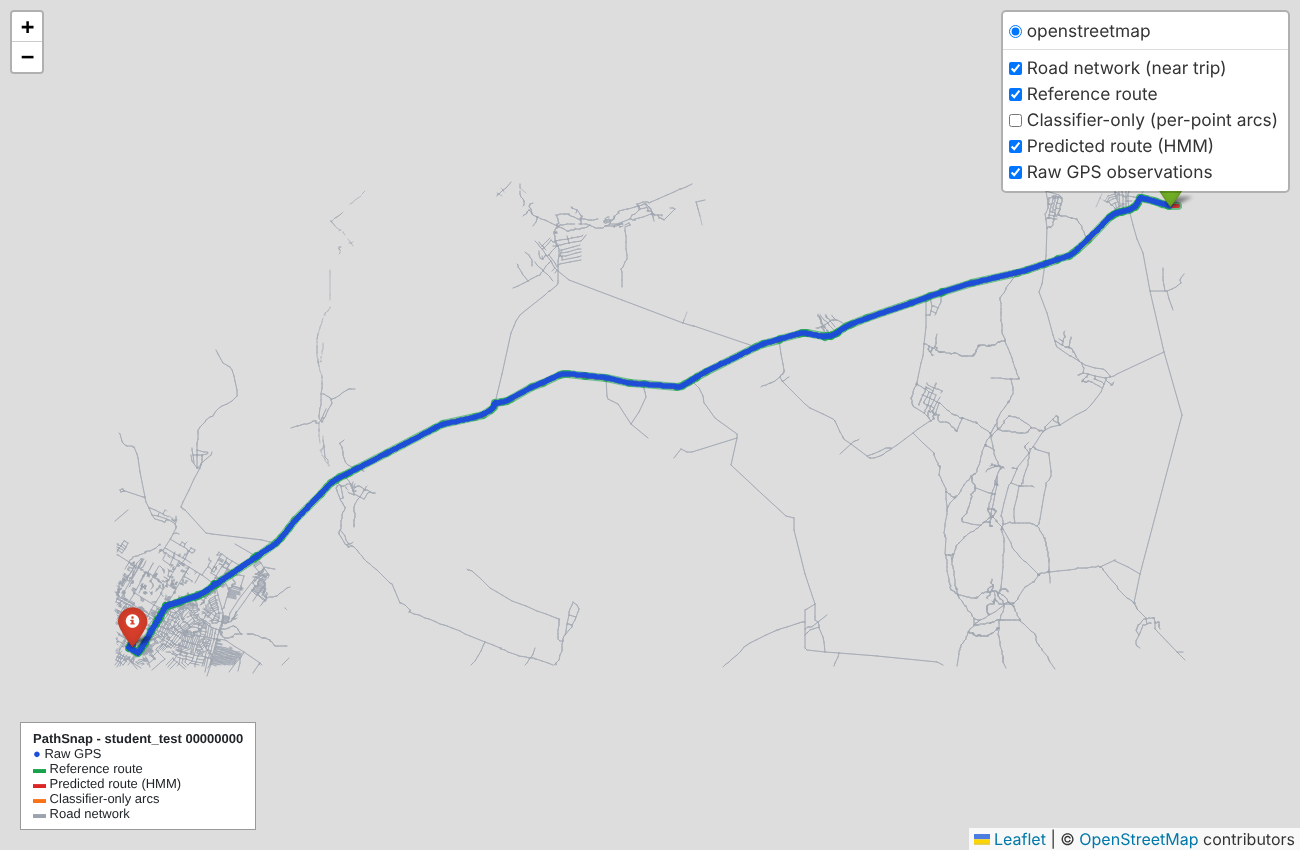 +
−
openstreetmap
Road network (near trip)
Reference route
Classifier-only (per-point arcs)
Predicted route (HMM)
Raw GPS observations
PathSnap - student_test 00000000
Raw GPS
Reference route
Predicted route (HMM)
Classifier-only arcs
Road network
Leaflet | © OpenStreetMap contributors